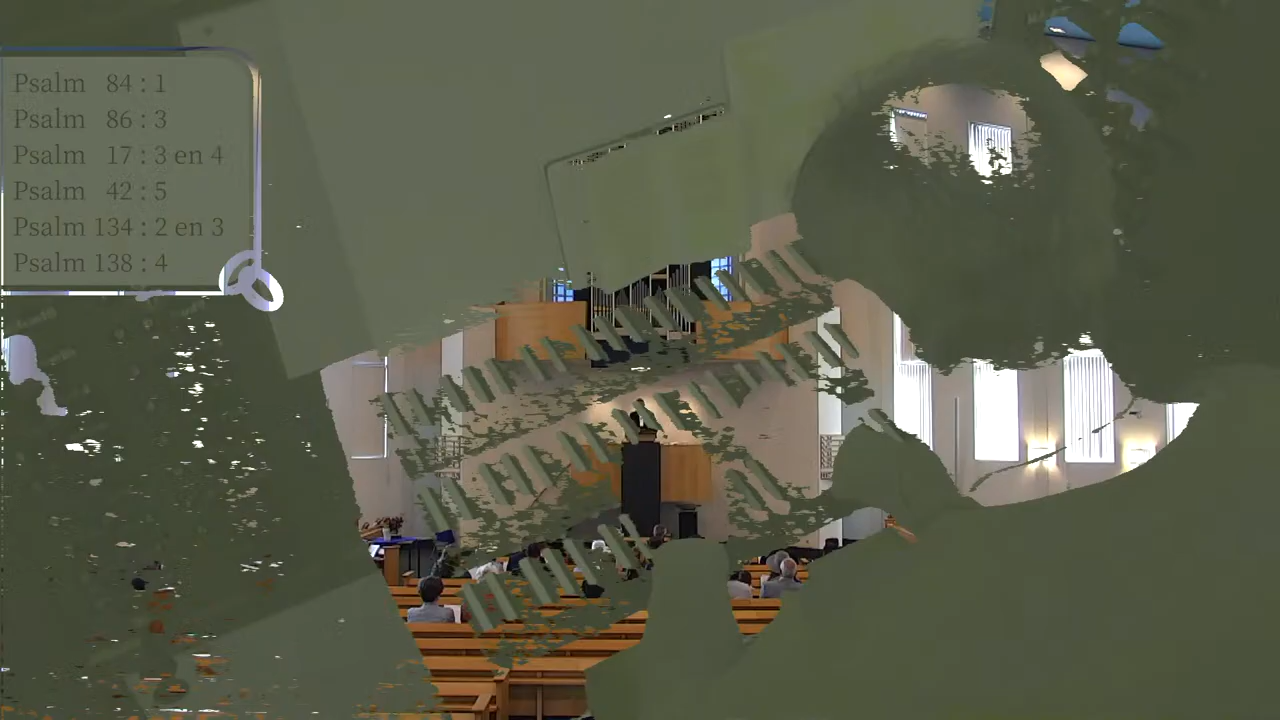 Psalm 84 : 1
Psalm 86 : 3
Psalm 17 : 3 en 4
Psalm 42 : 5
Psalm 134 : 2 en 3
Psalm 138 : 4